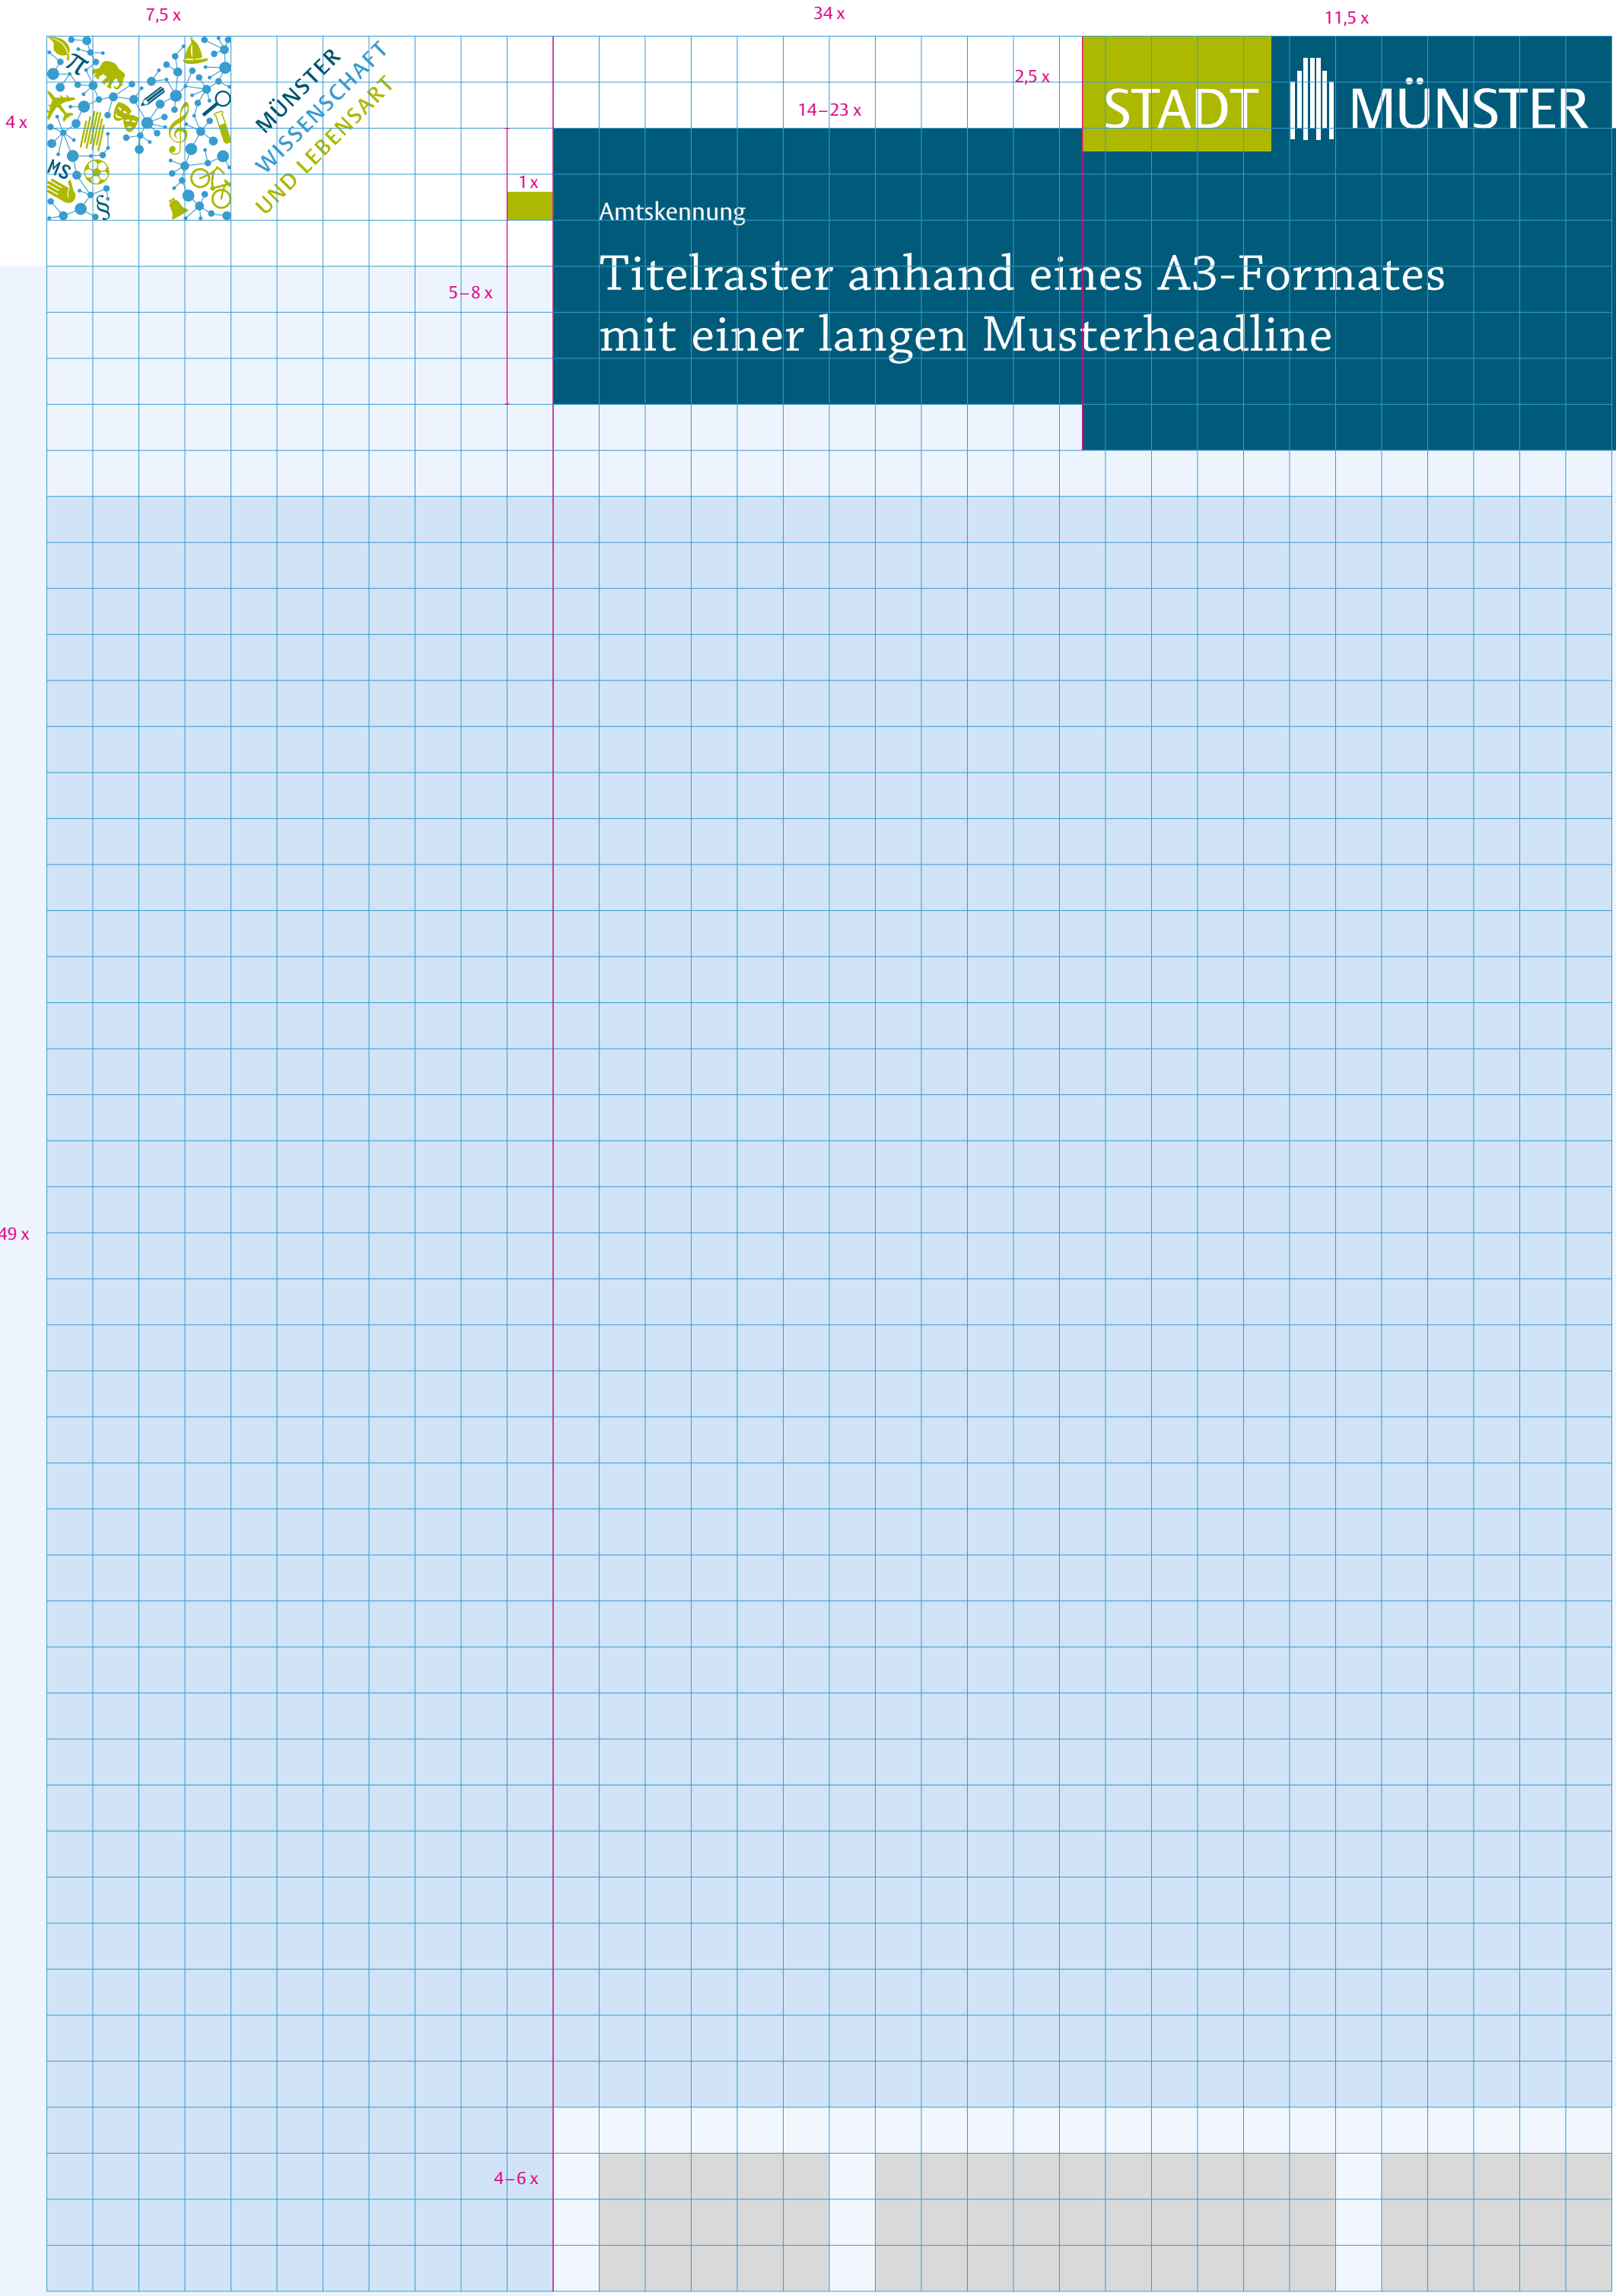 7,5 x
34 x
11,5 x
4 x
π
MS
§
MÜNSTER
WISSENSCHAFT
UND LEBENSART
2,5 x
STADT MÜNSTER
14–23 x
1 x
Amtskennung
5–8 x
Titelraster anhand eines A3-Formates
mit einer langen Musterheadline
49 x
4–6 x